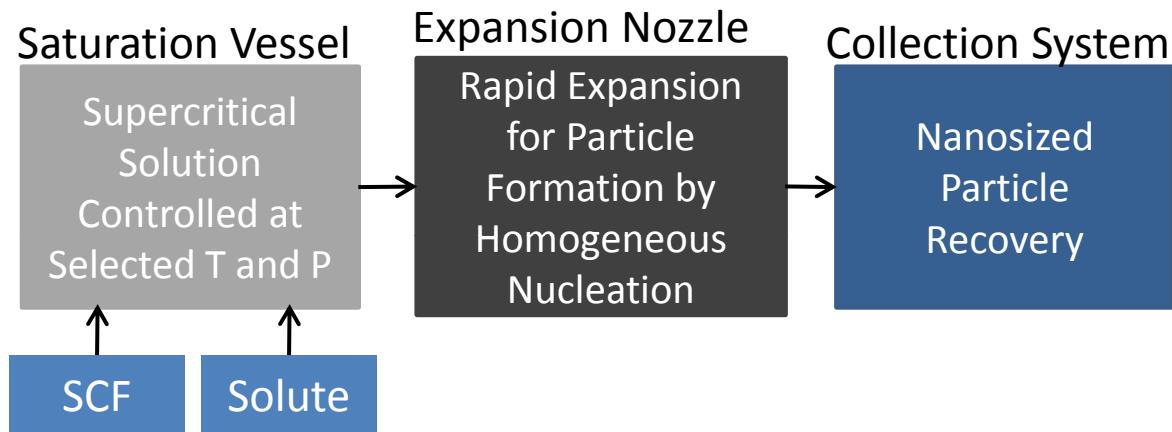 Saturation Vessel
Supercritical
Solution
Controlled at
Selected T and P
SCF
Solute
Expansion Nozzle
Rapid Expansion
for Particle
Formation by
Homogeneous
Nucleation
Collection System
Nanosized
Particle
Recovery